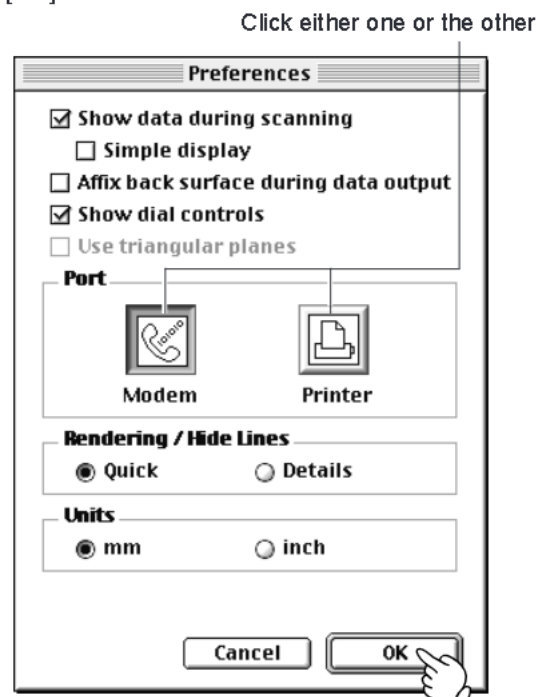 Click either one or the other
Preferences
Show data during scanning
Simple display
Affix back surface during data output
Show dial controls
Use triangular planes
Port
Modem Printer
Rendering / Hide Lines
Quick Details
Units
mm inch
Cancel OK